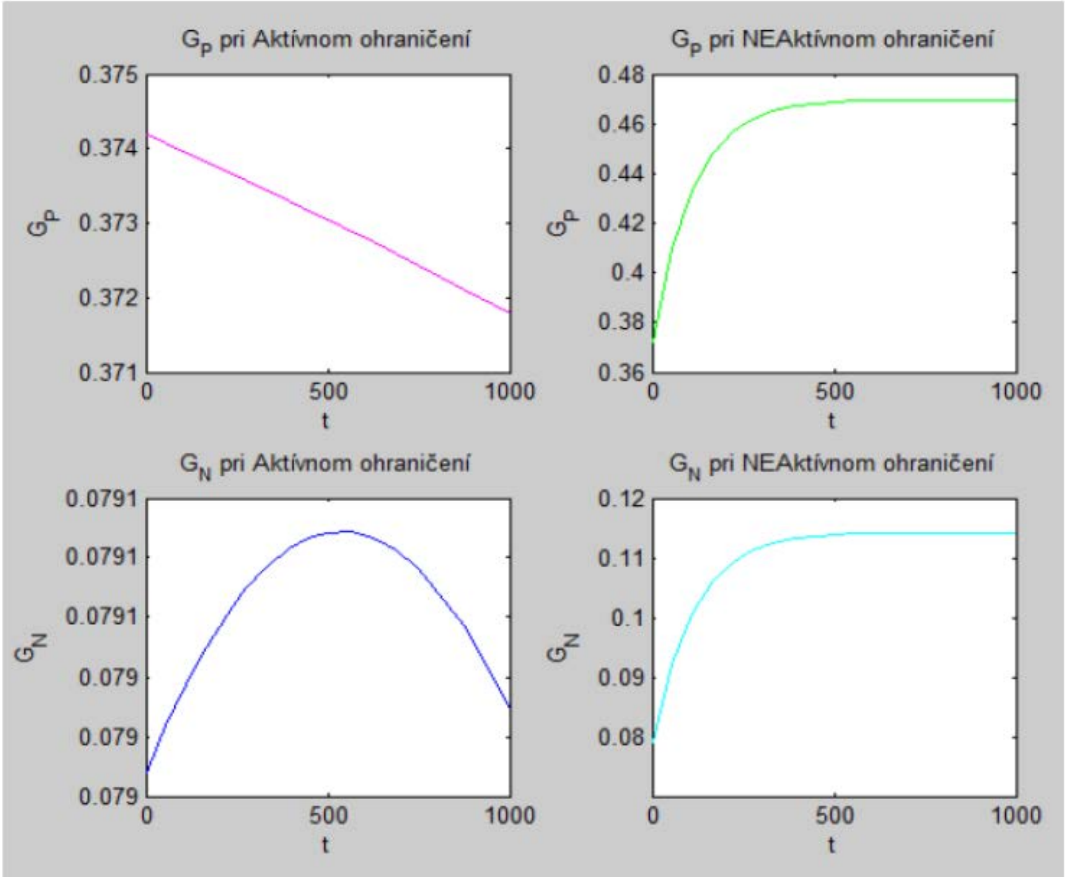 G_P pri Aktívnom ohraničení
0.375
0.374
0.373
0.372
0.371
G_P
0
500
1000
t
G_P pri NEAktívnom ohraničení
0.48
0.46
0.44
0.42
0.4
0.38
0.36
G_P
0
500
1000
t
G_N pri Aktívnom ohraničení
0.0791
0.0791
0.0791
0.079
0.079
0.079
G_N
0
500
1000
t
G_N pri NEAktívnom ohraničení
0.12
0.11
0.1
0.09
0.08
G_N
0
500
1000
t